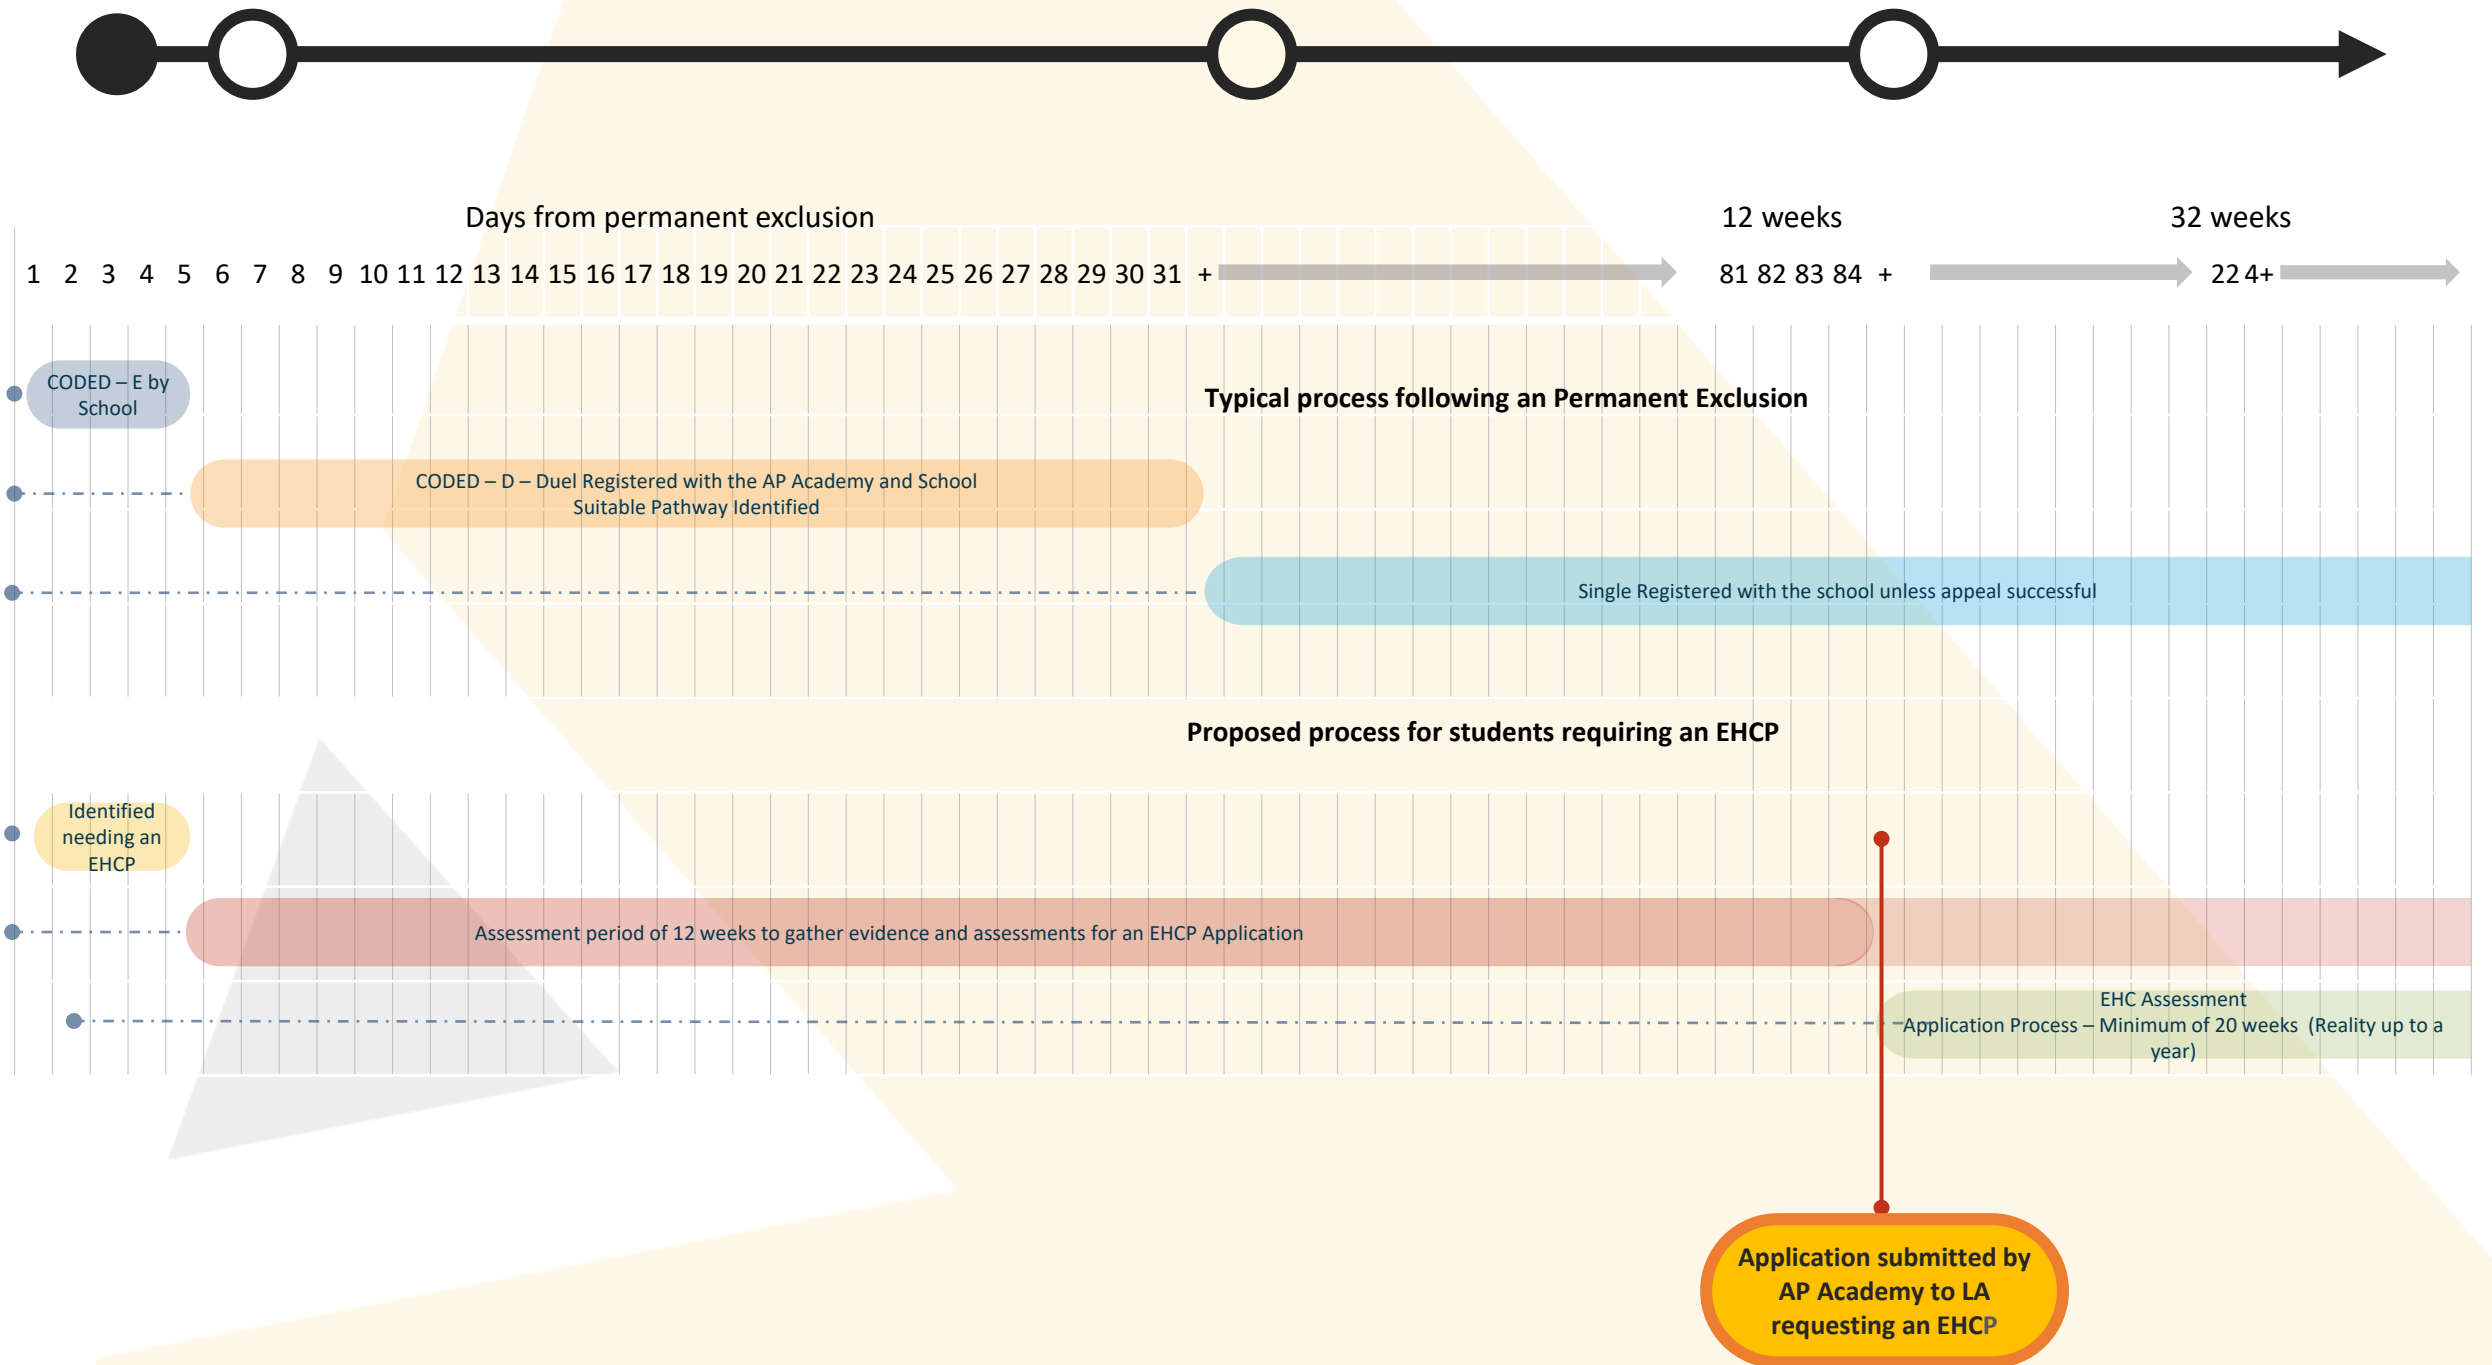 Days from permanent exclusion
12 weeks
32 weeks
1 2 3 4 5 6 7 8 9 10 11 12 13 14 15 16 17 18 19 20 21 22 23 24 25 26 27 28 29 30 31 + 81 82 83 84 + 22 4+
CODED – E by
School
Typical process following an Permanent Exclusion
CODED – D – Duel Registered with the AP Academy and School
Suitable Pathway Identified
Single Registered with the school unless appeal successful
Proposed process for students requiring an EHCP
Identified
needing an
EHCP
Assessment period of 12 weeks to gather evidence and assessments for an EHCP Application
EHC Assessment
Application Process – Minimum of 20 weeks (Reality up to a
year)
Application submitted by
AP Academy to LA
requesting an EHCP